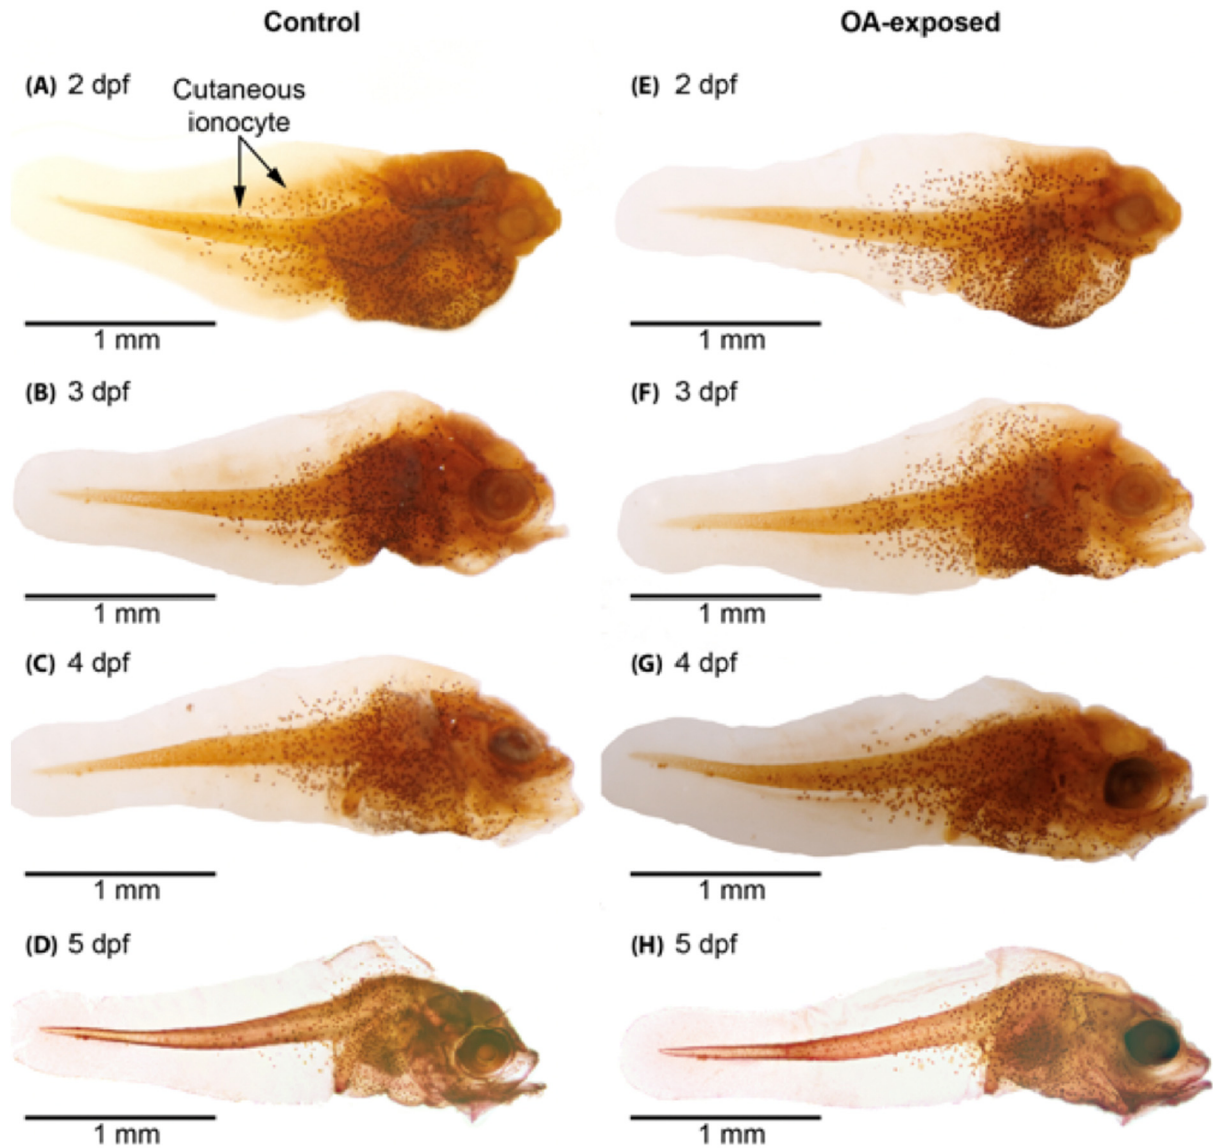 Control
OA-exposed
(A) 2 dpf
Cutaneous
ionocyte
1 mm
(E) 2 dpf
1 mm
(B) 3 dpf
1 mm
(F) 3 dpf
1 mm
(C) 4 dpf
1 mm
(G) 4 dpf
1 mm
(D) 5 dpf
1 mm
(H) 5 dpf
1 mm